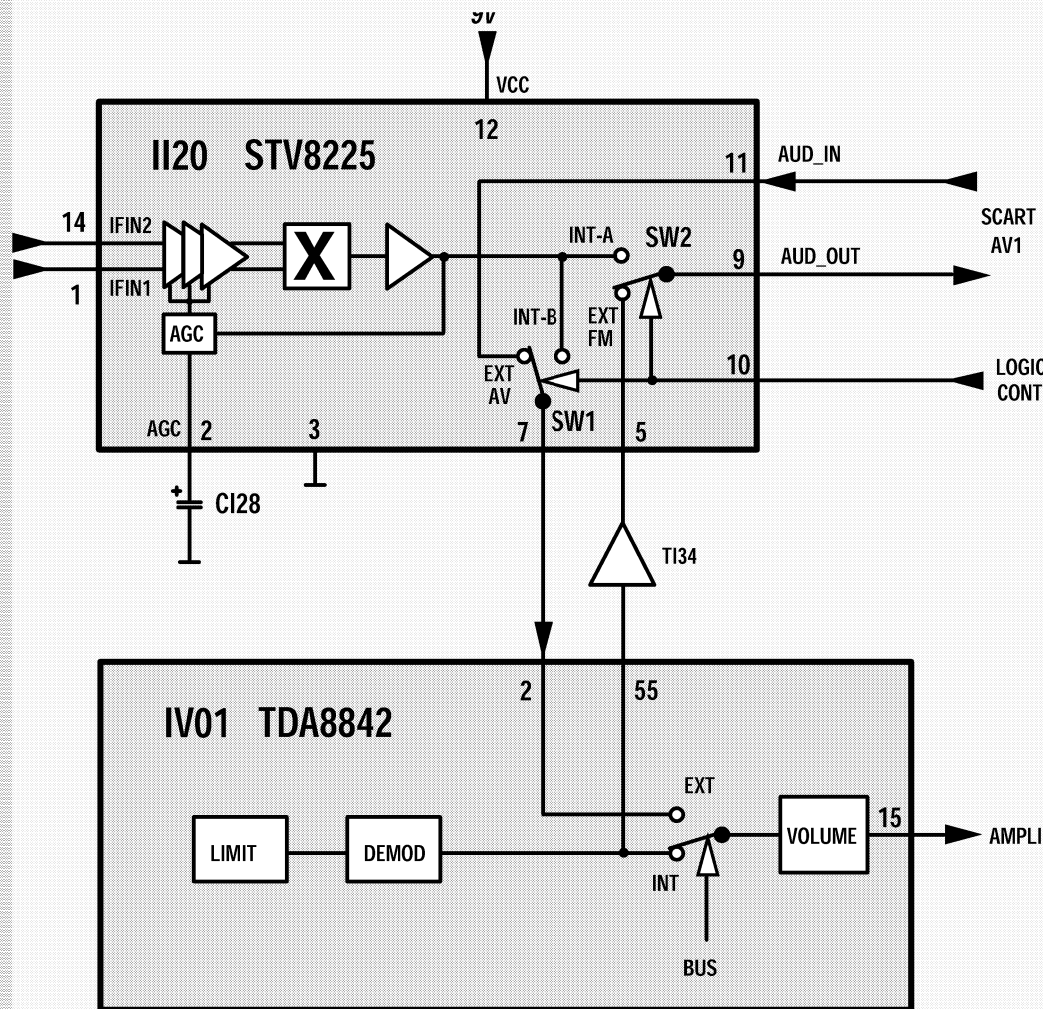 9V
VCC
12
II20 STV8225
11
AUD_IN
SCART
AV1
14
IFIN2
INT-A
SW2
9
AUD_OUT
X
1
IFIN1
AGC
INT-B
EXT
FM
10
LOGIC
CONT
EXT
AV
SW1
AGC
2
3
7
5
+
CI28
TI34
2
55
IV01 TDA8842
EXT
LIMIT
DEMOD
INT
VOLUME
15
AMPLI
BUS